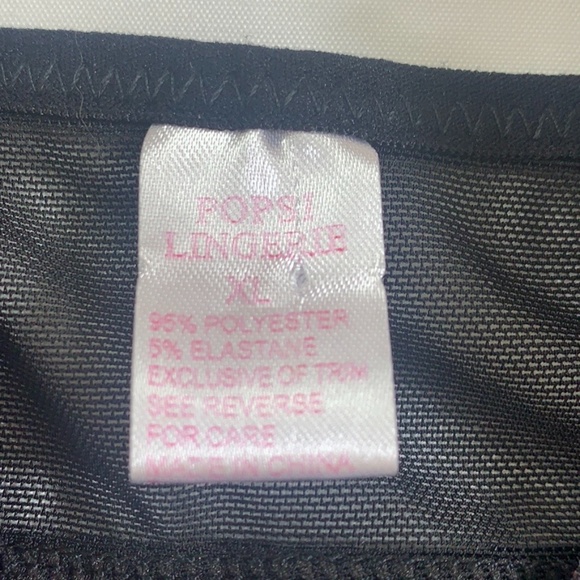 POPSI
LINGERIE
XL
95% POLYESTER
5% ELASTANE
EXCLUSIVE OF TRIM
SEE REVERSE
FOR CARE
MADE IN CHINA